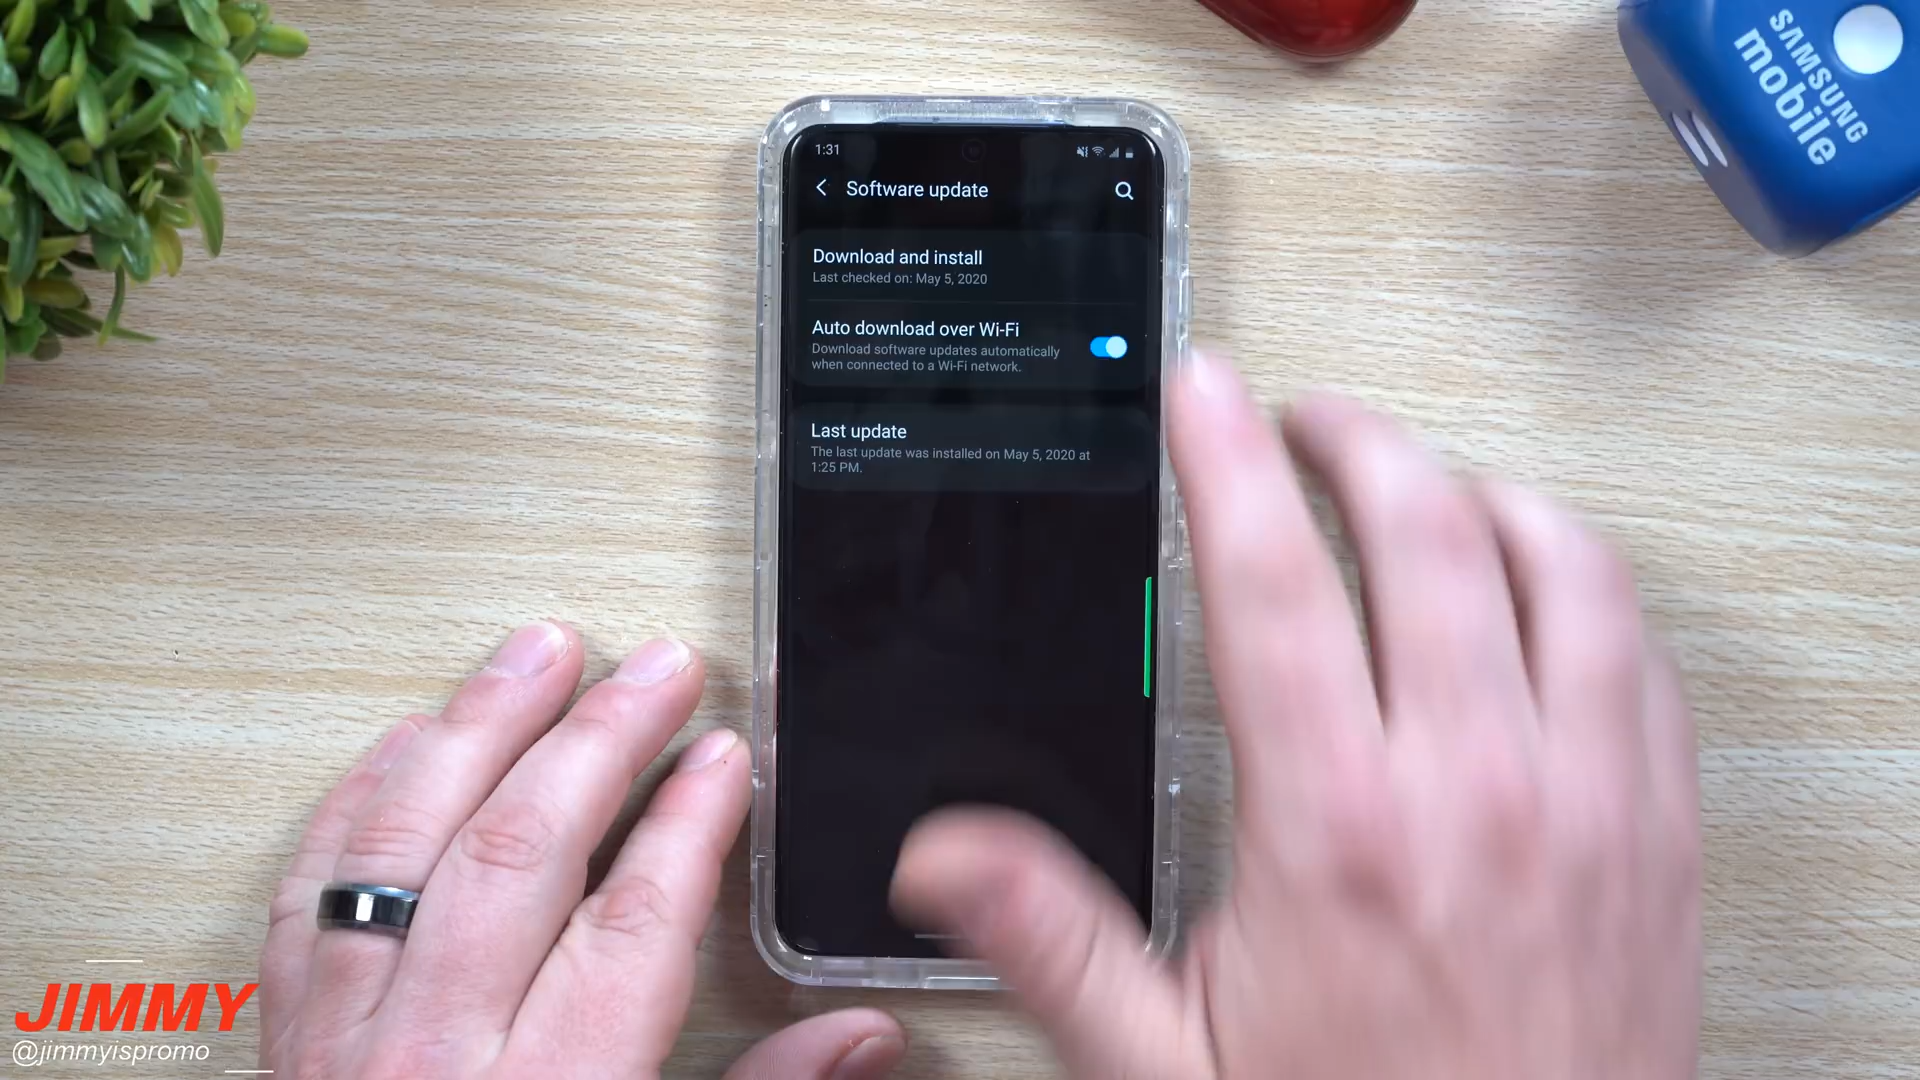 SAMSUNG
mobile
1:31
Software update
Download and install
Last checked on: May 5, 2020
Auto download over Wi-Fi
Download software updates automatically
when connected to a Wi-Fi network.
Last update
The last update was installed on May 5, 2020 at
1:25 PM.
JIMMY
@jimmyispromo